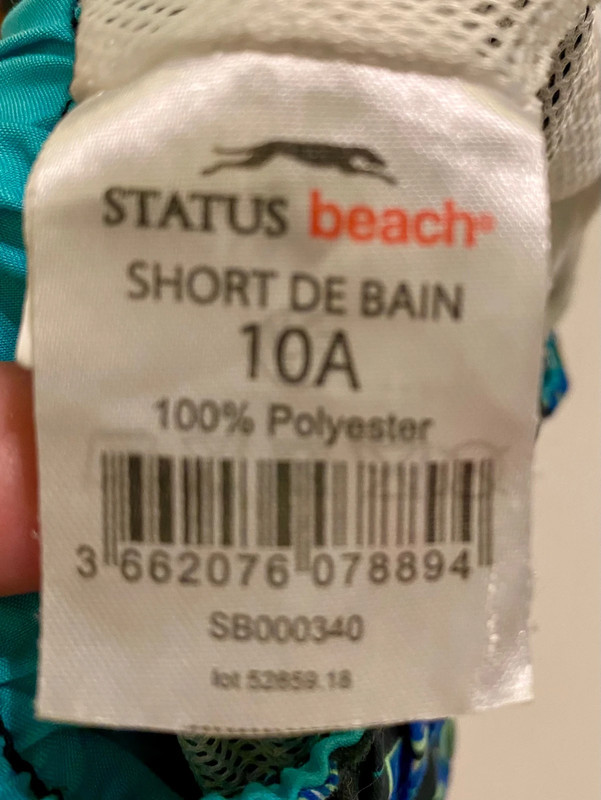 STATUS beach®
SHORT DE BAIN
10A
100% Polyester
3 662076 078894
SB000340
lot 52859.18